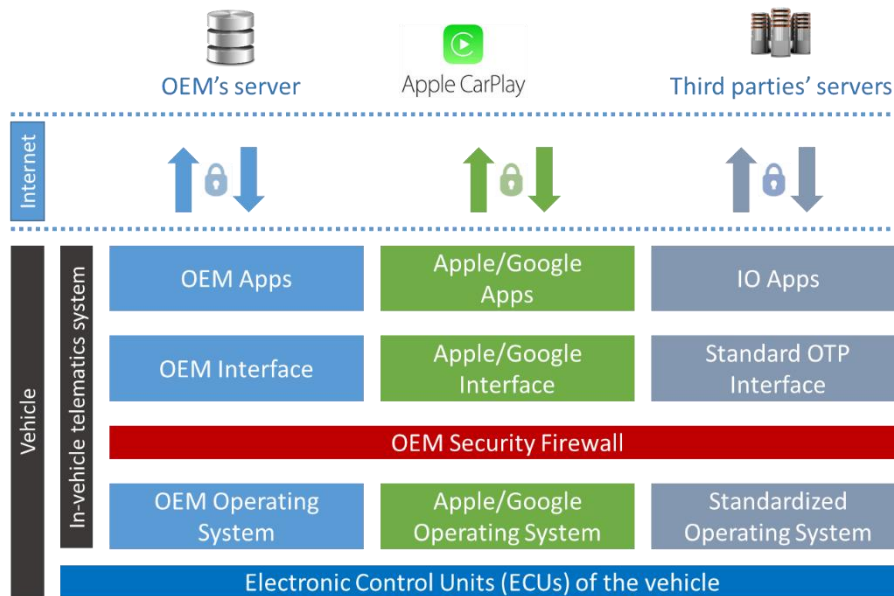 OEM's server
Apple CarPlay
Third parties' servers
Internet
Vehicle
In-vehicle telematics system
OEM Apps
Apple/Google
Apps
IO Apps
OEM Interface
Apple/Google
Interface
Standard OTP
Interface
OEM Security Firewall
OEM Operating
System
Apple/Google
Operating System
Standardized
Operating System
Electronic Control Units (ECUs) of the vehicle